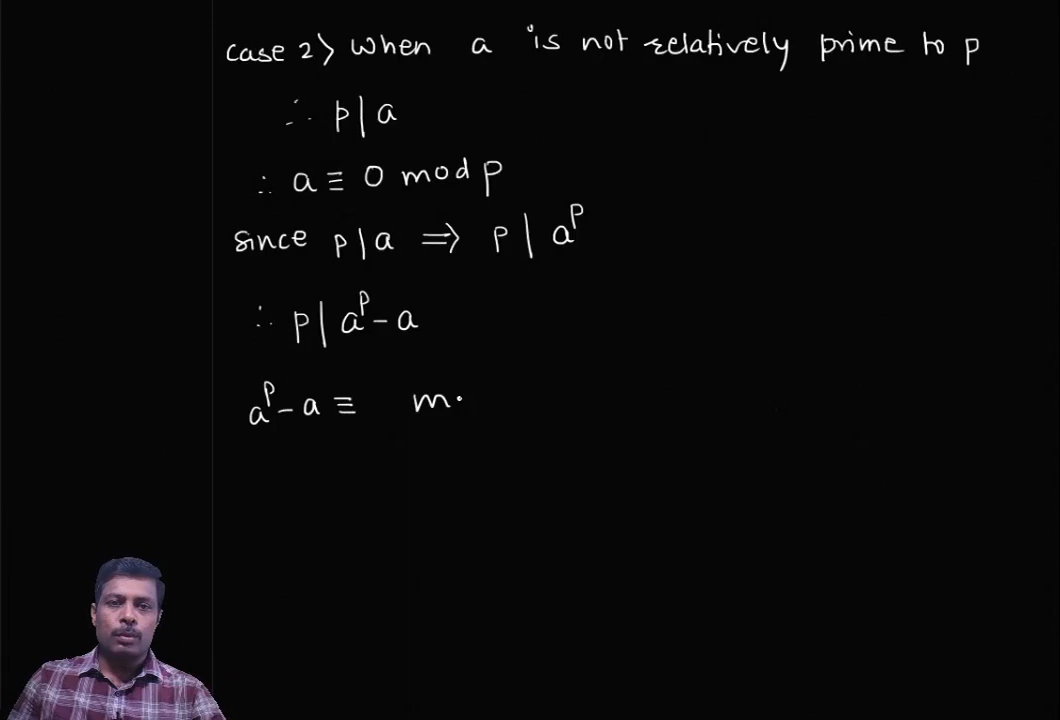 case 2) When a is not relatively prime to p
∴ p|a
∴ a ≡ 0 mod p
since p|a ⟹ p | a^p
∴ p| a^p - a
a^p - a ≡ m.